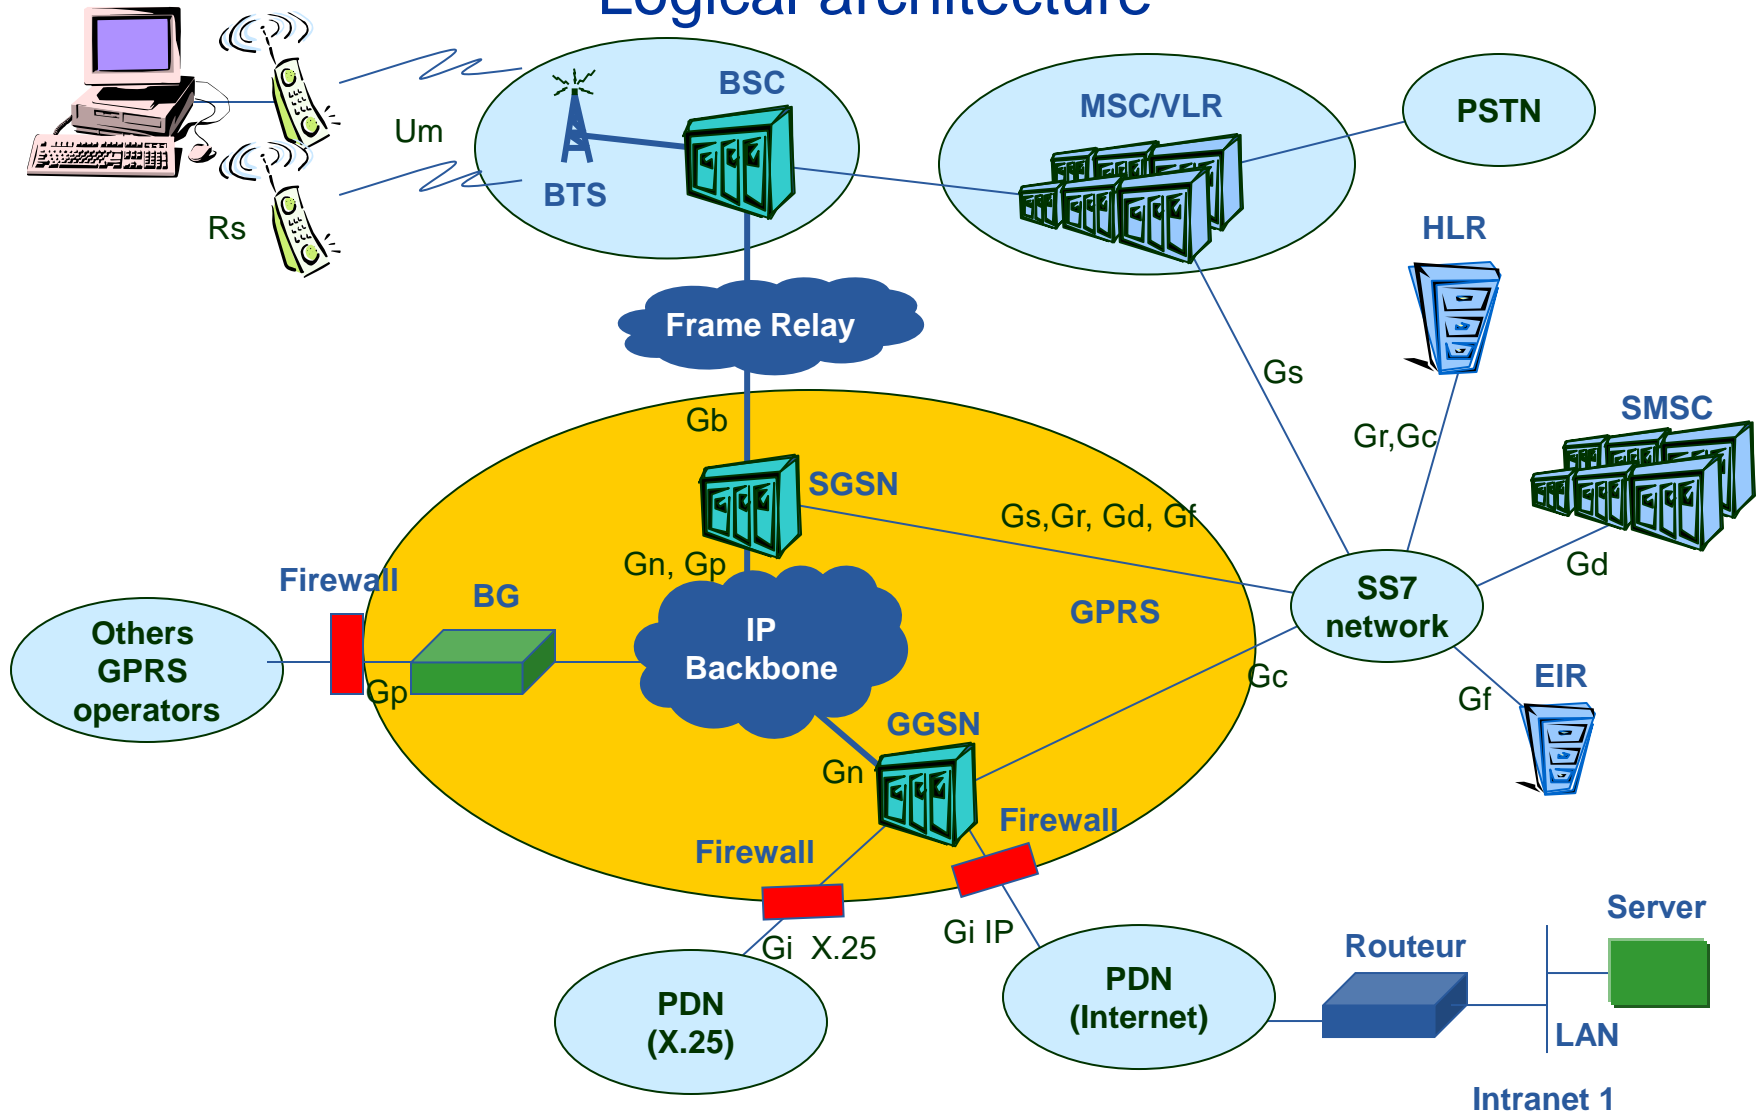 Logical architecture
BSC
MSC/VLR
PSTN
Um
BTS
Rs
HLR
Frame Relay
Gs
SMSC
Gb
Gr,Gc
SGSN
Gs,Gr, Gd, Gf
Gn, Gp
Gd
Firewall
BG
SS7
network
GPRS
IP
Backbone
Others
GPRS
operators
Gp
Gc
EIR
Gf
GGSN
Gn
Firewall
Firewall
Gi X.25
Gi IP
Server
Routeur
PDN
(Internet)
PDN
(X.25)
LAN
Intranet 1